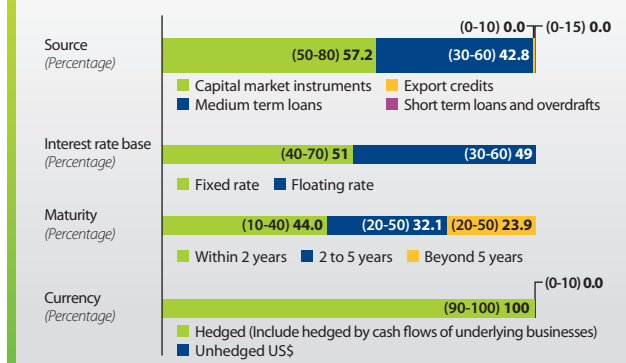 (0-10) 0.0 (0-15) 0.0
Source
(Percentage)
(50-80) 57.2 (30-60) 42.8
Capital market instruments Export credits
Medium term loans Short term loans and overdrafts
Interest rate base
(Percentage)
(40-70) 51 (30-60) 49
Fixed rate Floating rate
Maturity
(Percentage)
(10-40) 44.0 (20-50) 32.1 (20-50) 23.9
Within 2 years 2 to 5 years Beyond 5 years
(0-10) 0.0
Currency
(Percentage)
(90-100) 100
Hedged (Include hedged by cash flows of underlying businesses)
Unhedged US$